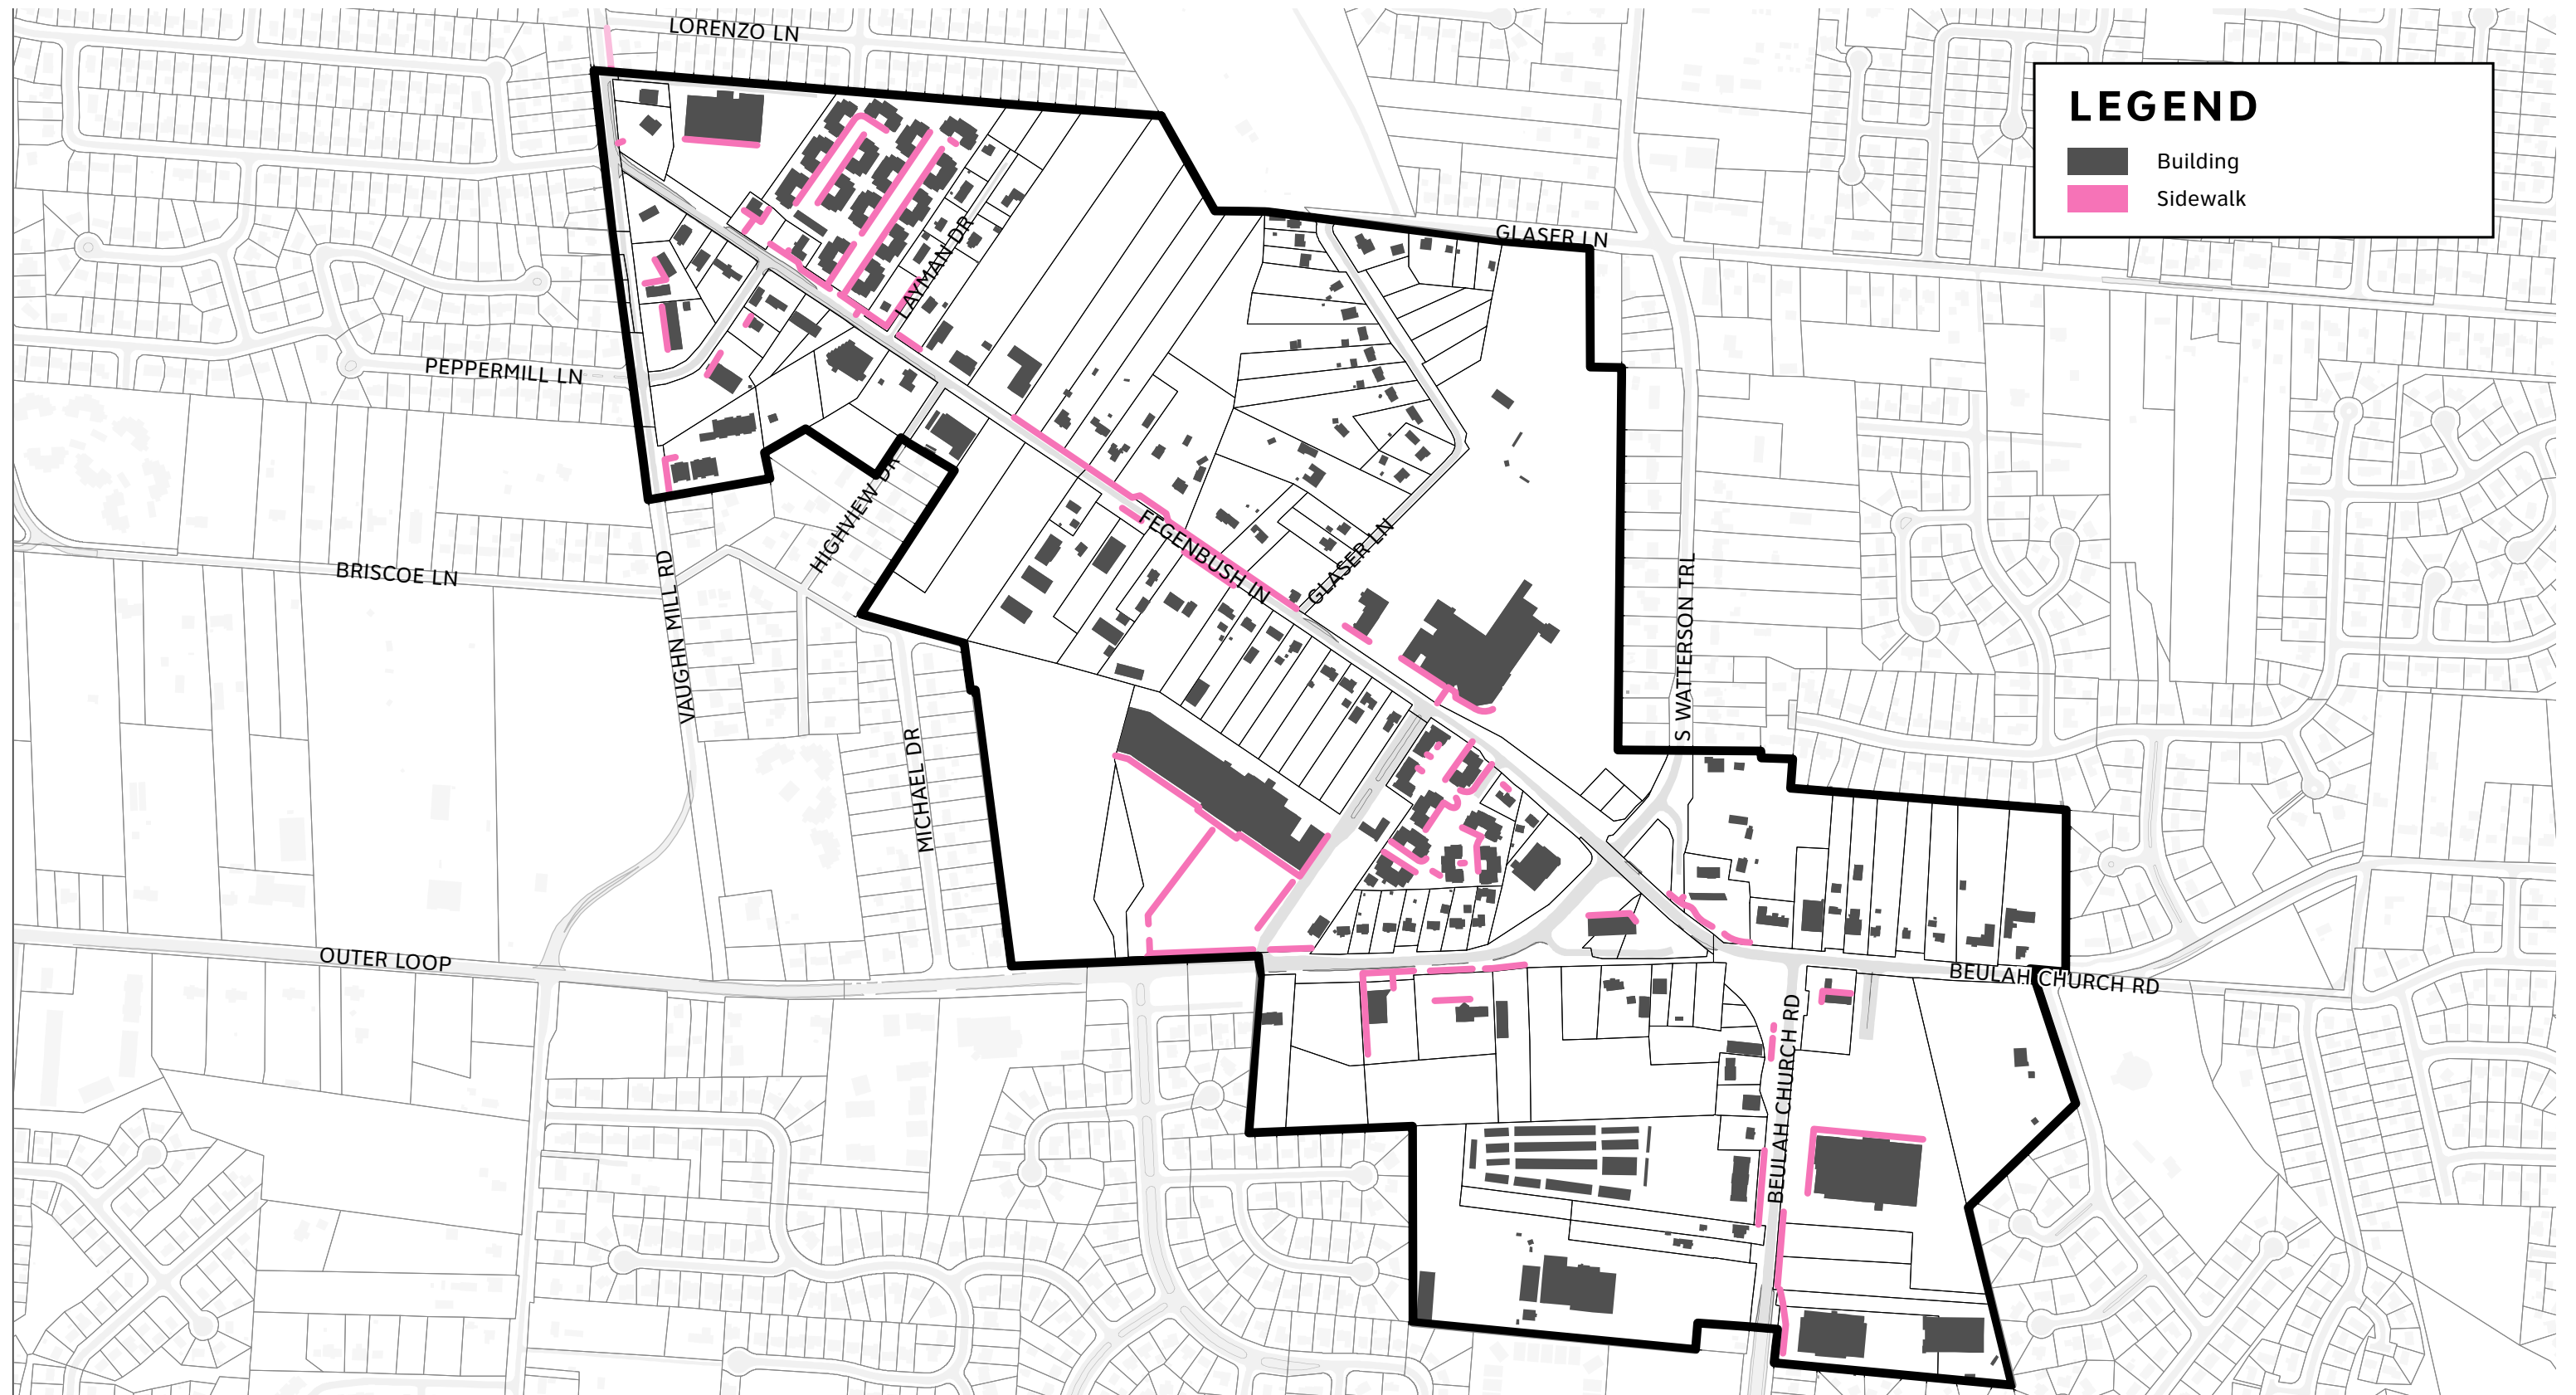 LORENZO LN
LEGEND
Building
Sidewalk
LAYMAN DR
GLASER LN
PEPPERMILL LN
HIGHVIEW DR
FEGENBUSH LN
GLASER LN
BRISCOE LN
VAUGHN MILL RD
S WATTERSON TRL
MICHAEL DR
OUTER LOOP
BEULAH CHURCH RD
BEULAH CHURCH RD